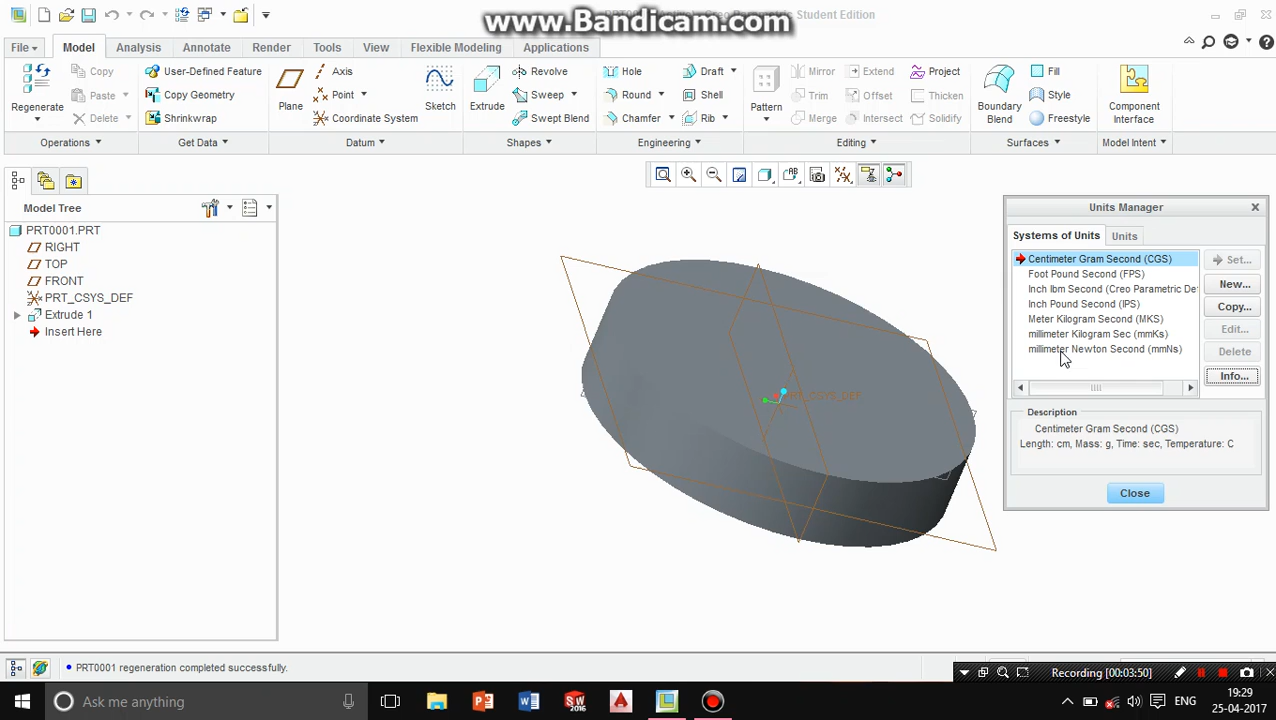 www.Bandicam.com
Creo Parametric Student Edition
File
Model
Analysis
Annotate
Render
Tools
View
Flexible Modeling
Applications
Regenerate
Copy
Paste
Delete
Operations
User-Defined Feature
Copy Geometry
Shrinkwrap
Get Data
Plane
Axis
Point
Coordinate System
Datum
Sketch
Extrude
Revolve
Sweep
Swept Blend
Shapes
Hole
Round
Chamfer
Draft
Shell
Rib
Engineering
Pattern
Mirror
Trim
Merge
Extend
Offset
Intersect
Project
Thicken
Solidify
Editing
Boundary
Blend
Fill
Style
Freestyle
Surfaces
Component
Interface
Model Intent
Model Tree
PRT0001.PRT
RIGHT
TOP
FRONT
PRT_CSYS_DEF
Extrude 1
Insert Here
PRT_CSYS_DEF
Units Manager
Systems of Units
Units
Centimeter Gram Second (CGS)
Foot Pound Second (FPS)
Inch lbm Second (Creo Parametric De
Inch Pound Second (IPS)
Meter Kilogram Second (MKS)
millimeter Kilogram Sec (mmKs)
millimeter Newton Second (mmNs)
Set...
New...
Copy...
Edit...
Delete
Info...
Description
Centimeter Gram Second (CGS)
Length: cm, Mass: g, Time: sec, Temperature: C
Close
PRT0001 regeneration completed successfully.
Recording [00:03:50]
Ask me anything
ENG
19:29
25-04-2017